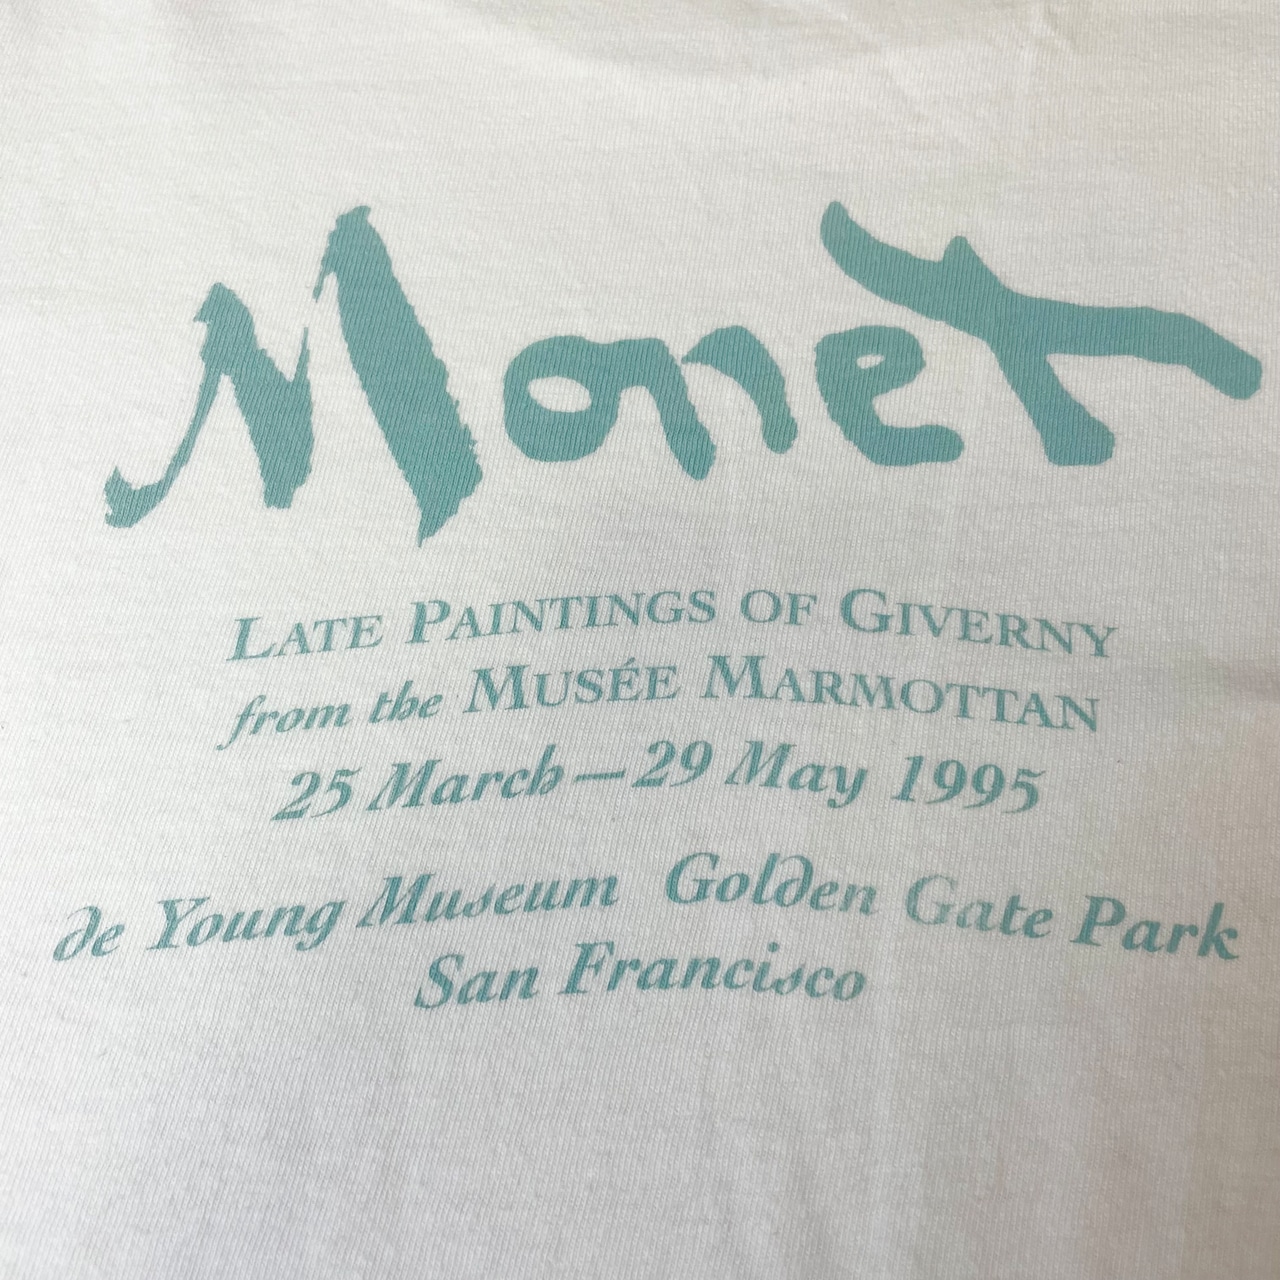 Monet
LATE PAINTINGS OF GIVERNY
from the MUSÉE MARMOTTAN
25 March—29 May 1995
de Young Museum Golden Gate Park
San Francisco